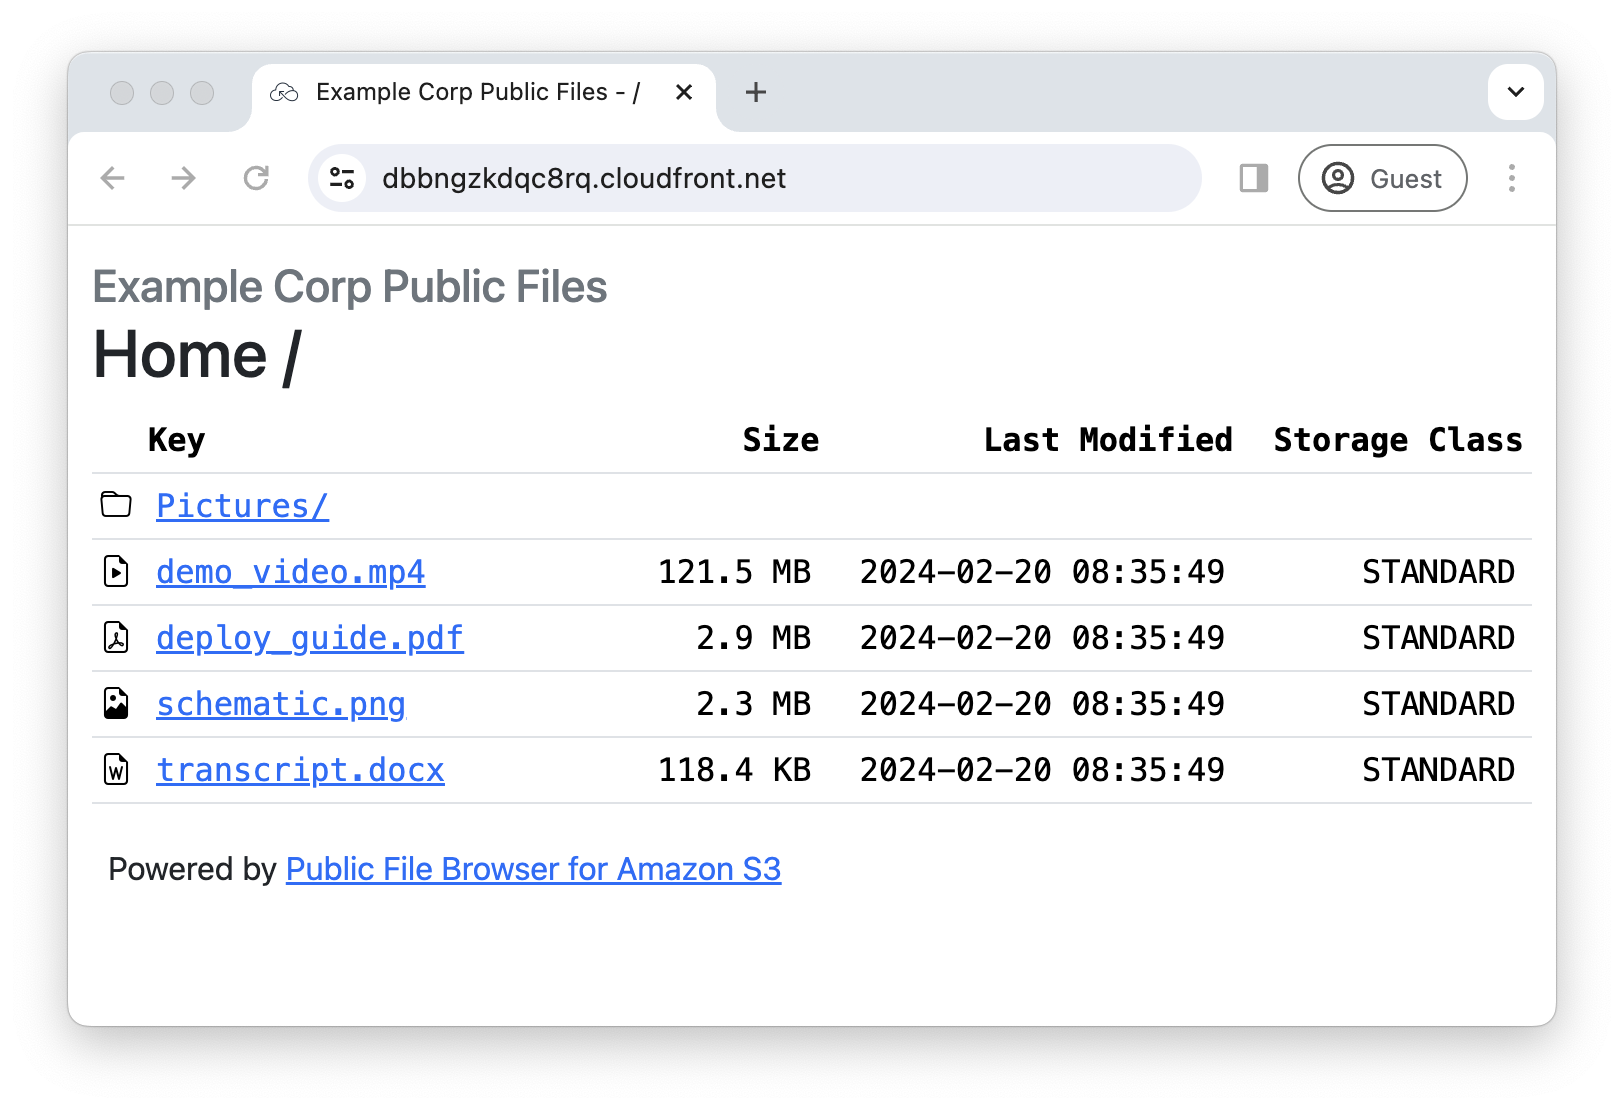 Example Corp Public Files - /
dbbngzkdqc8rq.cloudfront.net
Guest
Example Corp Public Files
Home /
Key Size Last Modified Storage Class
Pictures/
demo_video.mp4 121.5 MB 2024-02-20 08:35:49 STANDARD
deploy_guide.pdf 2.9 MB 2024-02-20 08:35:49 STANDARD
schematic.png 2.3 MB 2024-02-20 08:35:49 STANDARD
transcript.docx 118.4 KB 2024-02-20 08:35:49 STANDARD
Powered by Public File Browser for Amazon S3